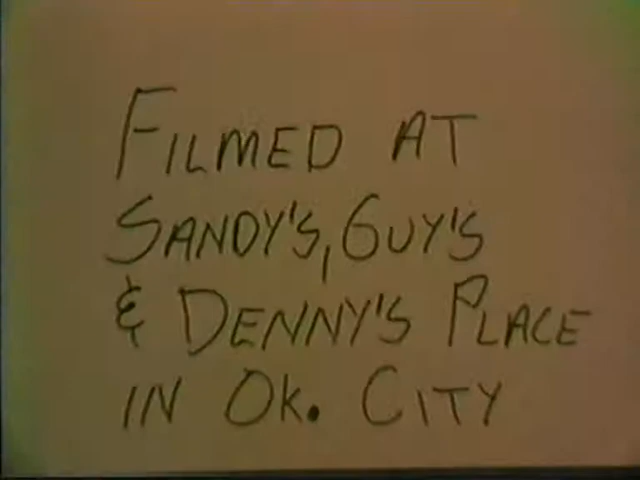 FILMED AT
SANDY'S, GUY'S
& DENNY'S PLACE
IN OK. CITY